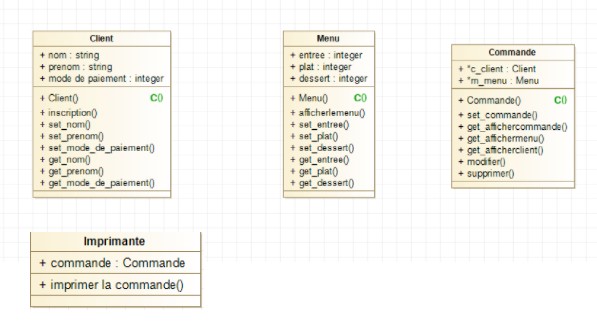 Client
+ nom : string
+ prenom : string
+ mode de paiement : integer
+ Client() C()
+ inscription()
+ set_nom()
+ set_prenom()
+ set_mode_de_paiement()
+ get_nom()
+ get_prenom()
+ get_mode_de_paiement()
Menu
+ entree : integer
+ plat : integer
+ dessert : integer
+ Menu() C()
+ afficherlemenu()
+ set_entree()
+ set_plat()
+ set_dessert()
+ get_entree()
+ get_plat()
+ get_dessert()
Commande
+ *c_client : Client
+ *m_menu : Menu
+ Commande() C()
+ set_commande()
+ get_affichercommande()
+ get_affichermenu()
+ get_afficherclient()
+ modifier()
+ supprimer()
Imprimante
+ commande : Commande
+ imprimer la commande()